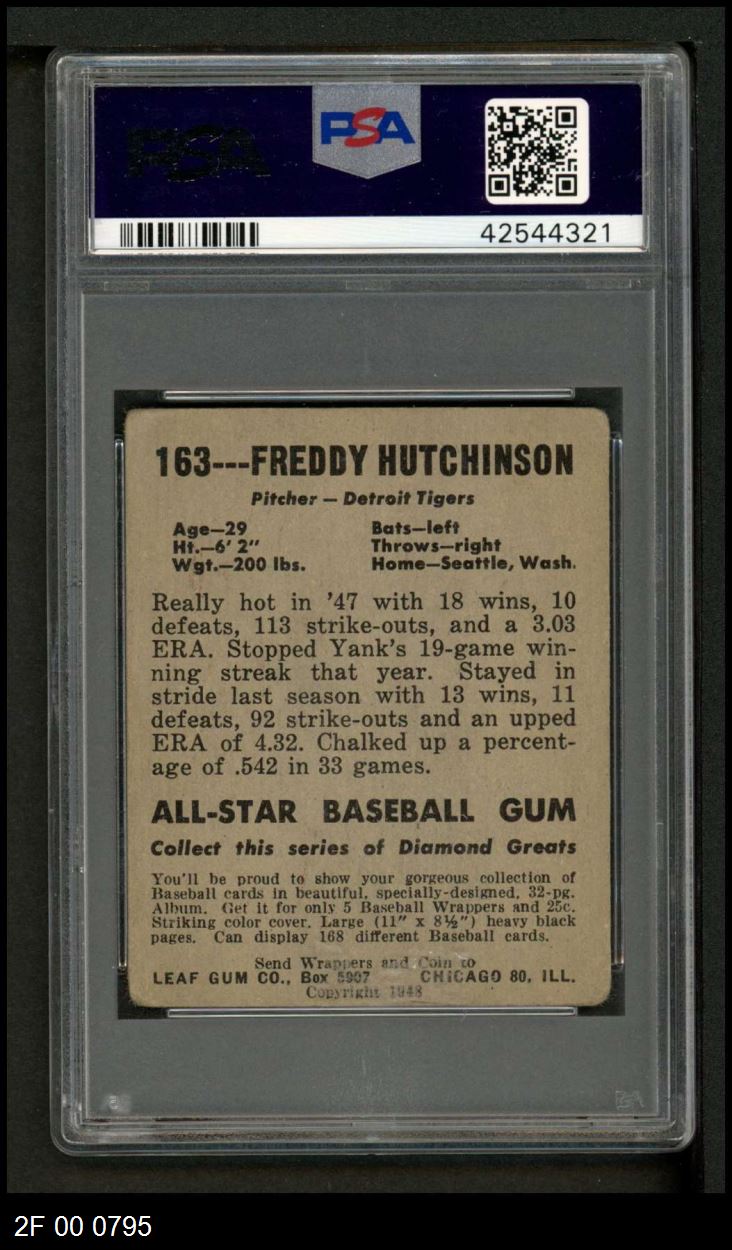 PSA
PSA
42544321
163---FREDDY HUTCHINSON
Pitcher — Detroit Tigers
Age—29
Bats—left
Ht.—6' 2"
Throws—right
Wgt.—200 lbs.
Home—Seattle, Wash.
Really hot in '47 with 18 wins, 10
defeats, 113 strike-outs, and a 3.03
ERA. Stopped Yank's 19-game win-
ning streak that year. Stayed in
stride last season with 13 wins, 11
defeats, 92 strike-outs and an upped
ERA of 4.32. Chalked up a percent-
age of .542 in 33 games.
ALL-STAR BASEBALL GUM
Collect this series of Diamond Greats
You'll be proud to show your gorgeous collection of
Baseball cards in beautiful, specially-designed, 32-pg.
Album. Get it for only 5 Baseball Wrappers and 25c.
Striking color cover. Large (11" x 8½") heavy black
pages. Can display 168 different Baseball cards.
Send Wrappers and Coin to
LEAF GUM CO., Box 5907 CHICAGO 80, ILL.
Copyright 1948
2F 00 0795